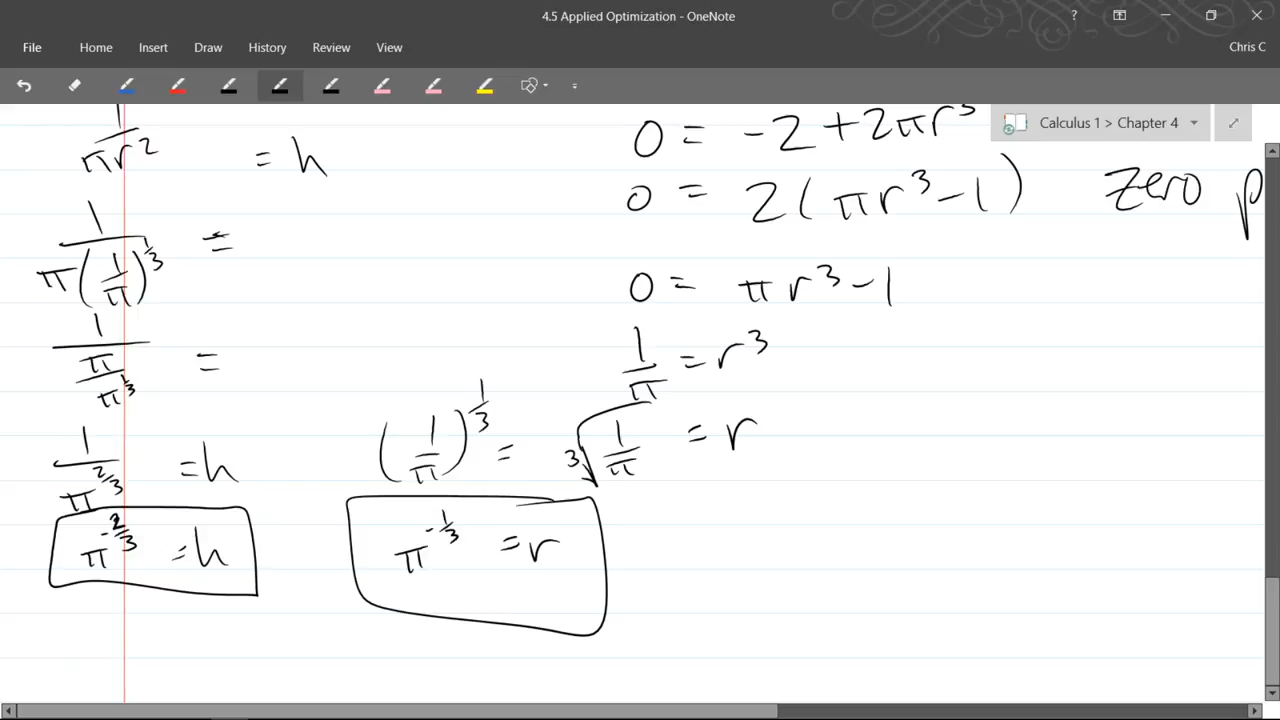 4.5 Applied Optimization - OneNote
File Home Insert Draw History Review View Chris C
Calculus 1 > Chapter 4
1/πr² = h
1/(π(1/π)^{1/3}) =
1/(π/π^{1/3}) =
1/π^{2/3} = h
π^{-2/3} = h
0 = -2 + 2πr³
0 = 2(πr³ - 1) Zero p
0 = πr³ - 1
1/π = r³
(1/π)^{1/3} = ∛(1/π) = r
π^{-1/3} = r